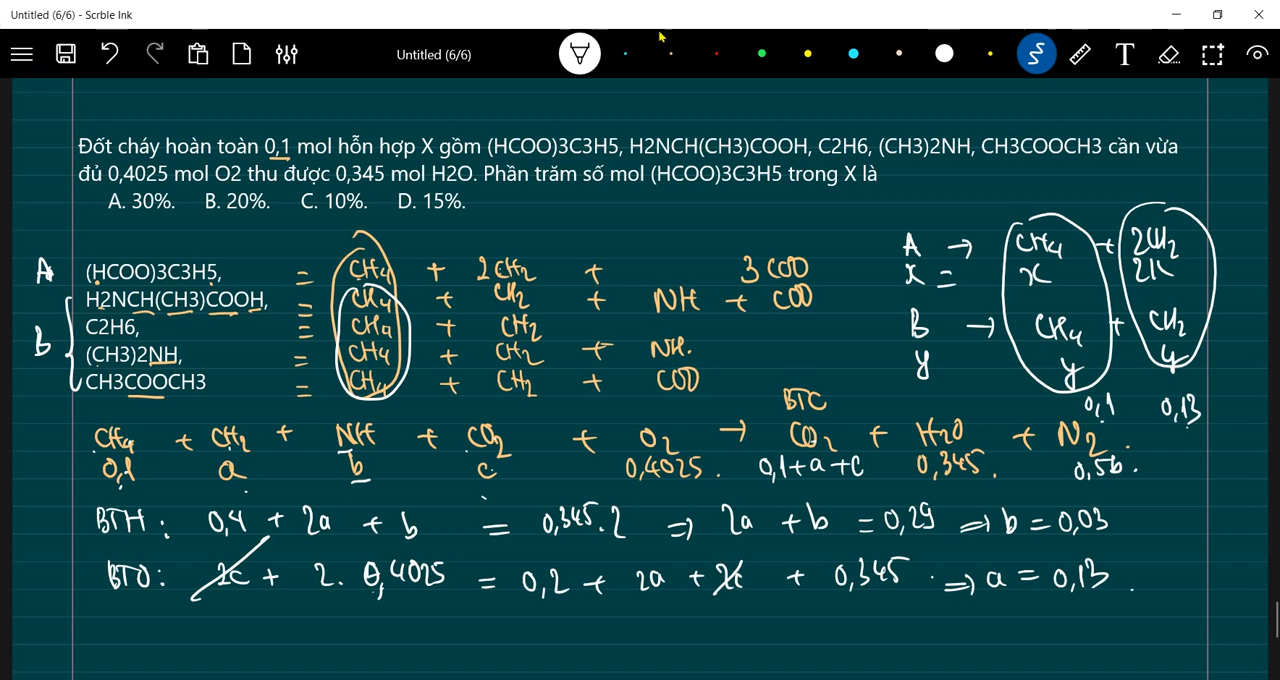 Untitled (6/6) - Scrble Ink
Untitled (6/6)
T
Đốt cháy hoàn toàn 0,1 mol hỗn hợp X gồm (HCOO)3C3H5, H2NCH(CH3)COOH, C2H6, (CH3)2NH, CH3COOCH3 cần vừa
đủ 0,4025 mol O2 thu được 0,345 mol H2O. Phần trăm số mol (HCOO)3C3H5 trong X là
A. 30%. B. 20%. C. 10%. D. 15%.
A (HCOO)3C3H5, = CH4 + 2CH2 + 3COO
H2NCH(CH3)COOH, = CH4 + CH2 + NH + COO
B C2H6, = CH4 + CH2
(CH3)2NH, = CH4 + CH2 + NH.
CH3COOCH3 = CH4 + CH2 + COO
A → CH4 + 2CH2
X = x 2x
B → CH4 + CH2
y y y
0,1 0,13
BTC
CH4 + CH2 + NH + CO2 + O2 → CO2 + H2O + N2.
0,1 a b c 0,4025. 0,1+a+c 0,345. 0,5b.
BTH: 0,4 + 2a + b = 0,345.2 => 2a + b = 0,29 => b = 0,03
BTO: 2c + 2. 0,4025 = 0,2 + 2a + 2c + 0,345. => a = 0,13.